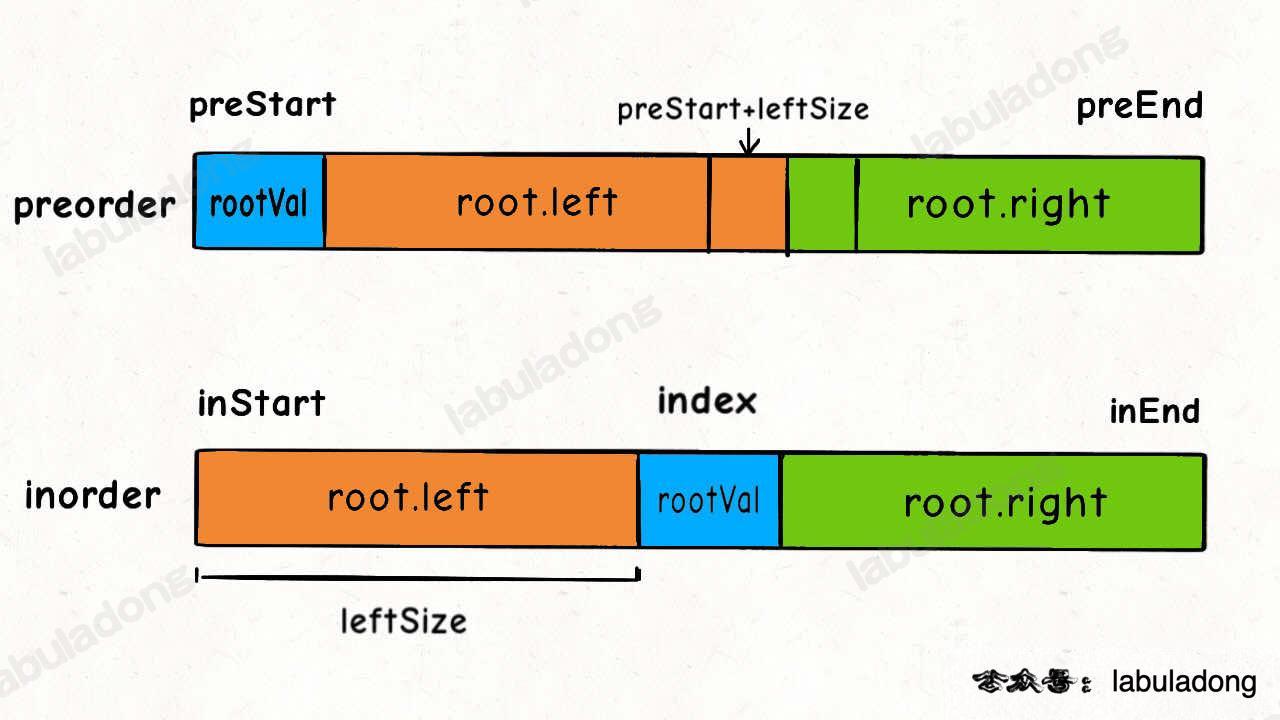 preStart
preStart+leftSize
preEnd
preorder
rootVal
root.left
root.right
inStart
index
inEnd
inorder
root.left
rootVal
root.right
leftSize
公众号: labuladong
labuladong
labuladong
labuladong
labuladong
labuladong